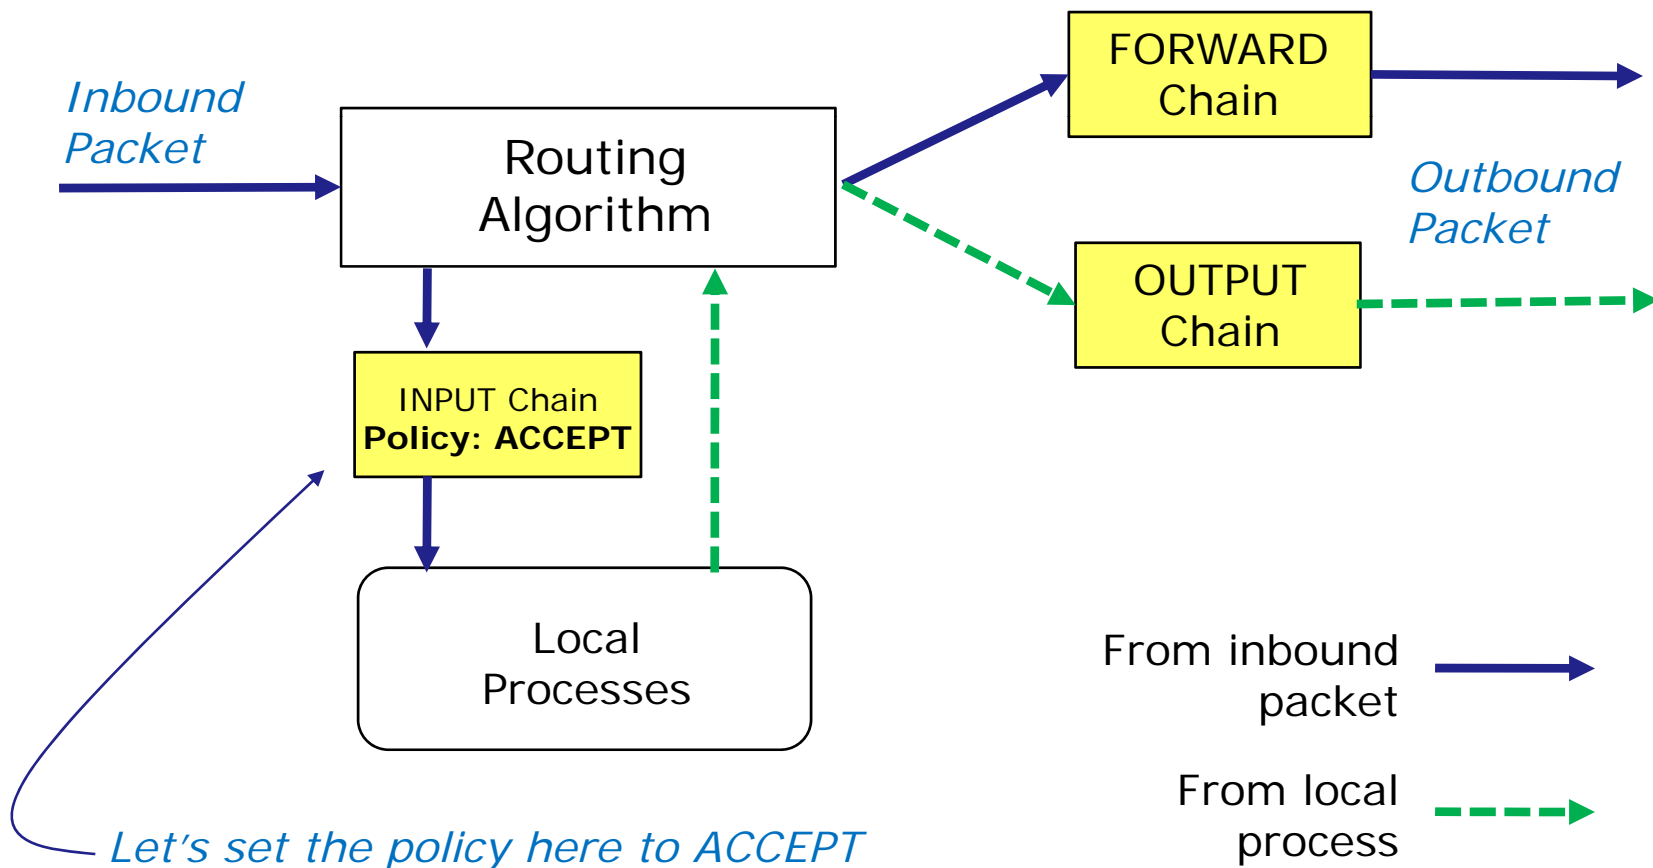 Inbound
Packet
Routing
Algorithm
FORWARD
Chain
Outbound
Packet
OUTPUT
Chain
INPUT Chain
Policy: ACCEPT
Local
Processes
From inbound
packet
From local
process
Let's set the policy here to ACCEPT